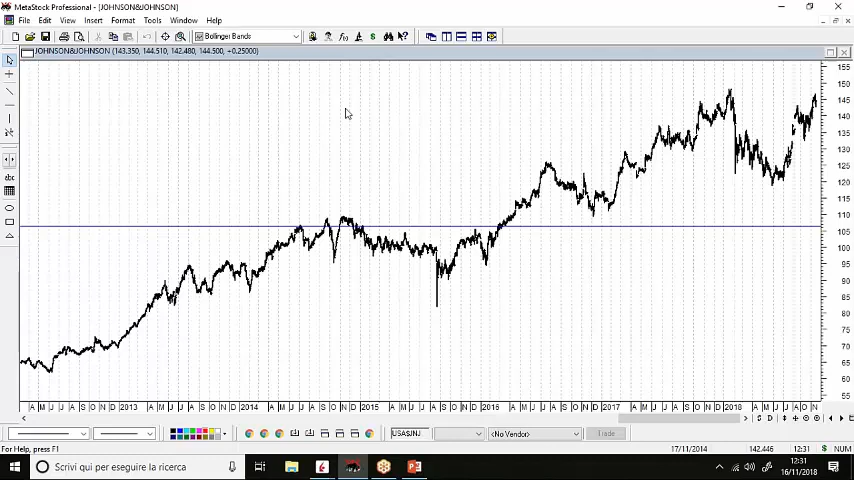 MetaStock Professional - [JOHNSON&JOHNSON]
File Edit View Insert Format Tools Window Help
Bollinger Bands
JOHNSON&JOHNSON (143.350, 144.510, 142.480, 144.500, +0.25000)
155
150
145
140
135
130
125
120
115
110
105
100
95
90
85
80
75
70
65
60
55
abc
A M J J A S O N D 2013 A M J J A S O N D 2014 A M J J A S O N D 2015 A M J J A S O N D 2016 A M J J A S O N D 2017 A M J J A S O N D 2018 A M J J A O N
USAS/NJ
<No Vendor>
Trade
For Help, press F1
17/11/2014
142.446
12:31
NUM
Scrivi qui per eseguire la ricerca
12:31
16/11/2018